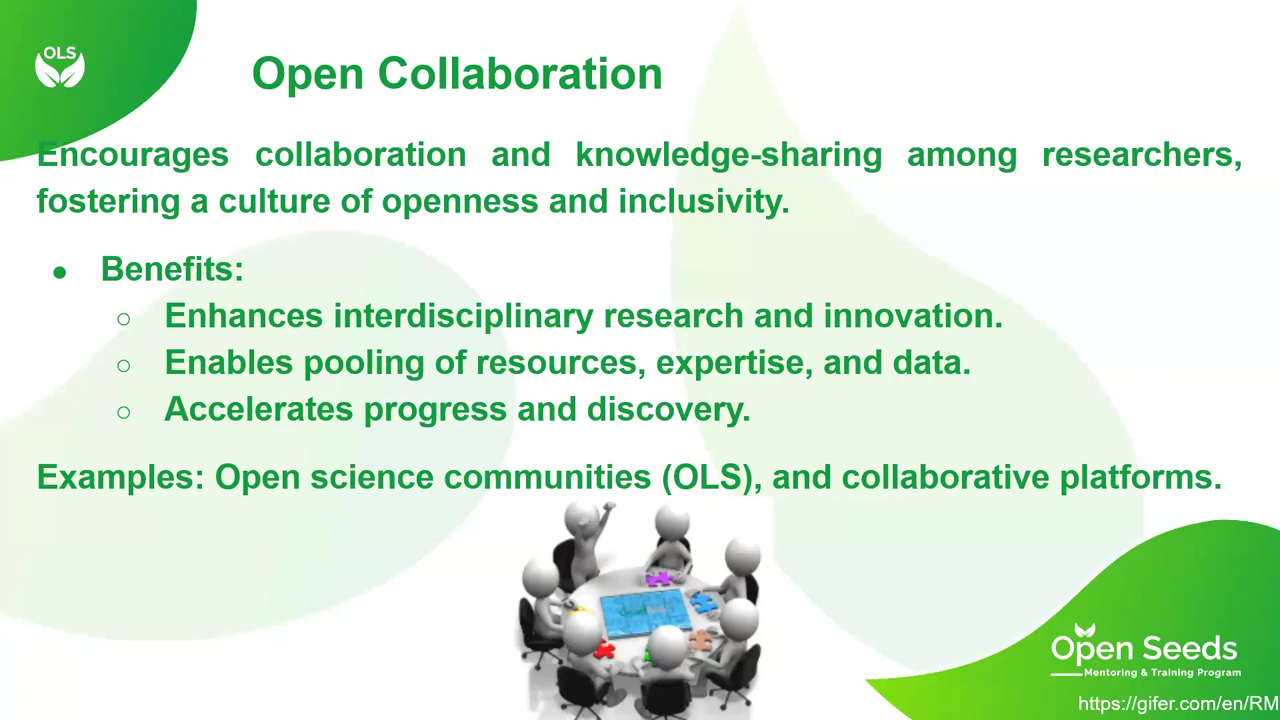 OLS
Open Collaboration
Encourages collaboration and knowledge-sharing among researchers,
fostering a culture of openness and inclusivity.
● Benefits:
○ Enhances interdisciplinary research and innovation.
○ Enables pooling of resources, expertise, and data.
○ Accelerates progress and discovery.
Examples: Open science communities (OLS), and collaborative platforms.
Open Seeds
Mentoring & Training Program
https://gifer.com/en/RM